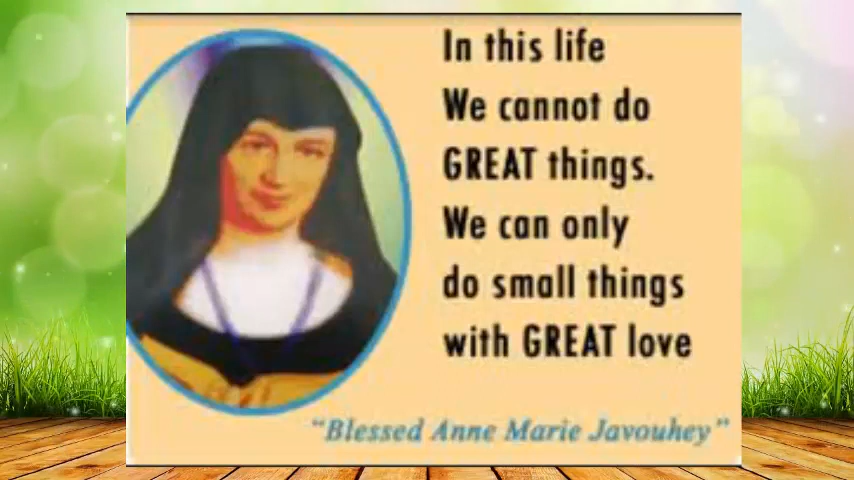 In this life
We cannot do
GREAT things.
We can only
do small things
with GREAT love
"Blessed Anne Marie Javouhey"